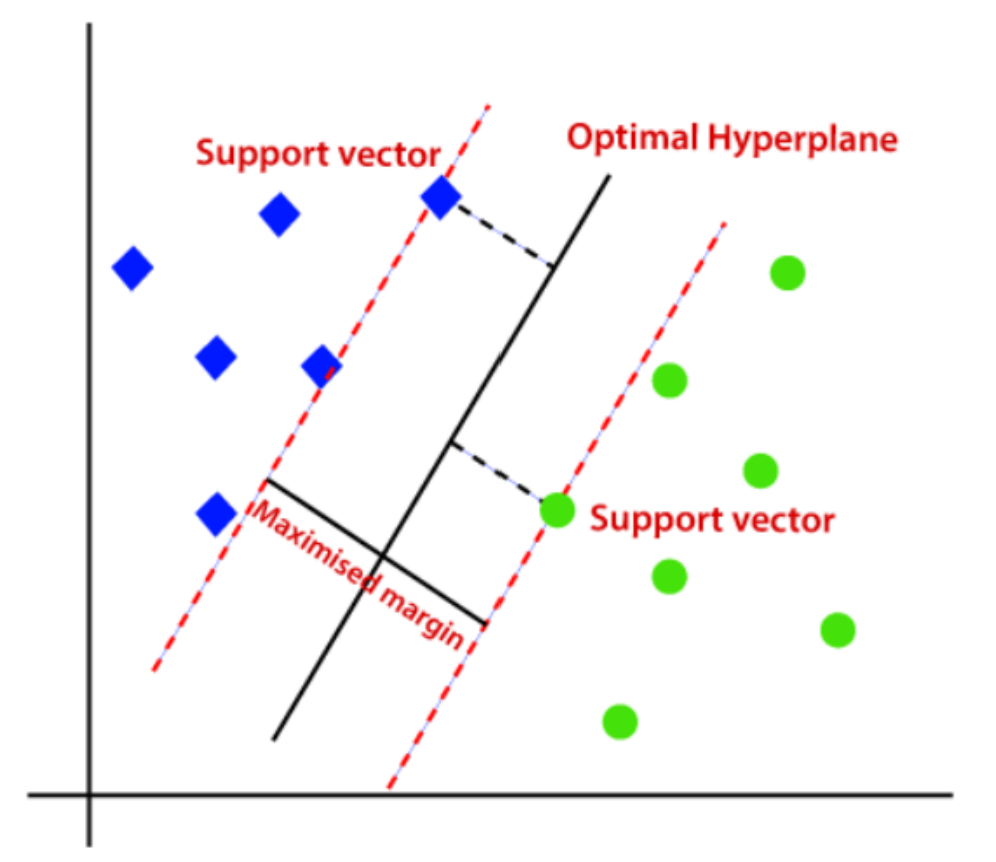 Support vector
Optimal Hyperplane
Support vector
Maximised margin